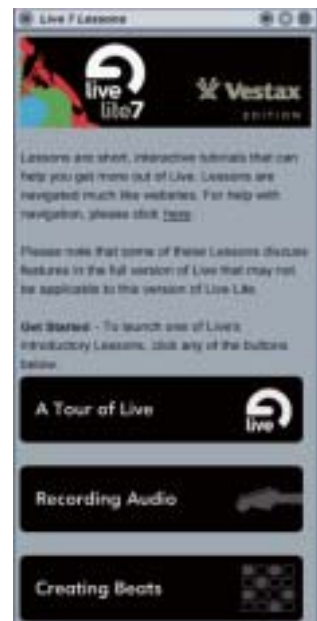 Live 7 Lessons
live
lite7
Vestax
EDITION
Lessons are short, interactive tutorials that can
help you get more out of Live. Lessons are
navigated much like websites. For help with
navigation, please click here.
Please note that some of these Lessons discuss
features in the full version of Live that may not
be applicable to this version of Live Lite.
Get Started - To launch one of Live's
introductory Lessons, click any of the buttons
below.
A Tour of Live
live
Recording Audio
Creating Beats